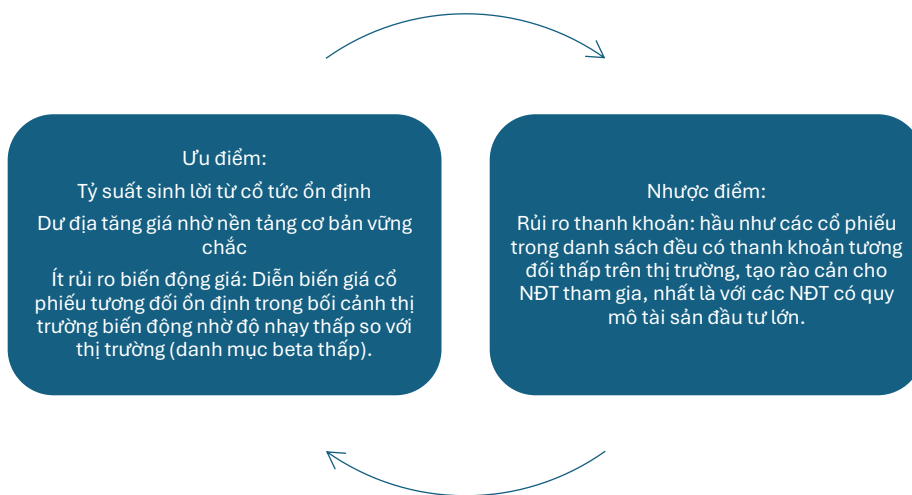 Ưu điểm:
Tỷ suất sinh lời từ cổ tức ổn định
Dư địa tăng giá nhờ nền tảng cơ bản vững
chắc
Ít rủi ro biến động giá: Diễn biến giá cổ
phiếu tương đối ổn định trong bối cảnh thị
trường biến động nhờ độ nhạy thấp so với
thị trường (danh mục beta thấp).
Nhược điểm:
Rủi ro thanh khoản: hầu như các cổ phiếu
trong danh sách đều có thanh khoản tương
đối thấp trên thị trường, tạo rào cản cho
NĐT tham gia, nhất là với các NĐT có quy
mô tài sản đầu tư lớn.